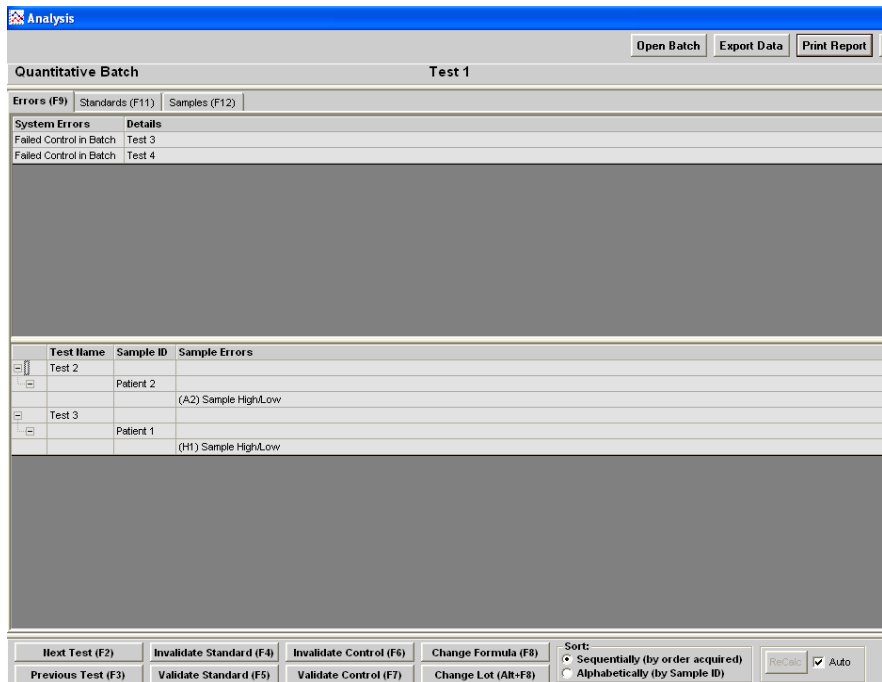 Analysis
Open Batch Export Data Print Report
Quantitative Batch Test 1
Errors (F9) Standards (F11) Samples (F12)
System Errors Details
Failed Control in Batch Test 3
Failed Control in Batch Test 4
Test Name Sample ID Sample Errors
Test 2
Patient 2
(A2) Sample High/Low
Test 3
Patient 1
(H1) Sample High/Low
Next Test (F2) Invalidate Standard (F4) Invalidate Control (F6) Change Formula (F8) Sort:
Sequentially (by order acquired)
ReCalc Auto
Previous Test (F3) Validate Standard (F5) Validate Control (F7) Change Lot (Alt+F8) Alphabetically (by Sample ID)